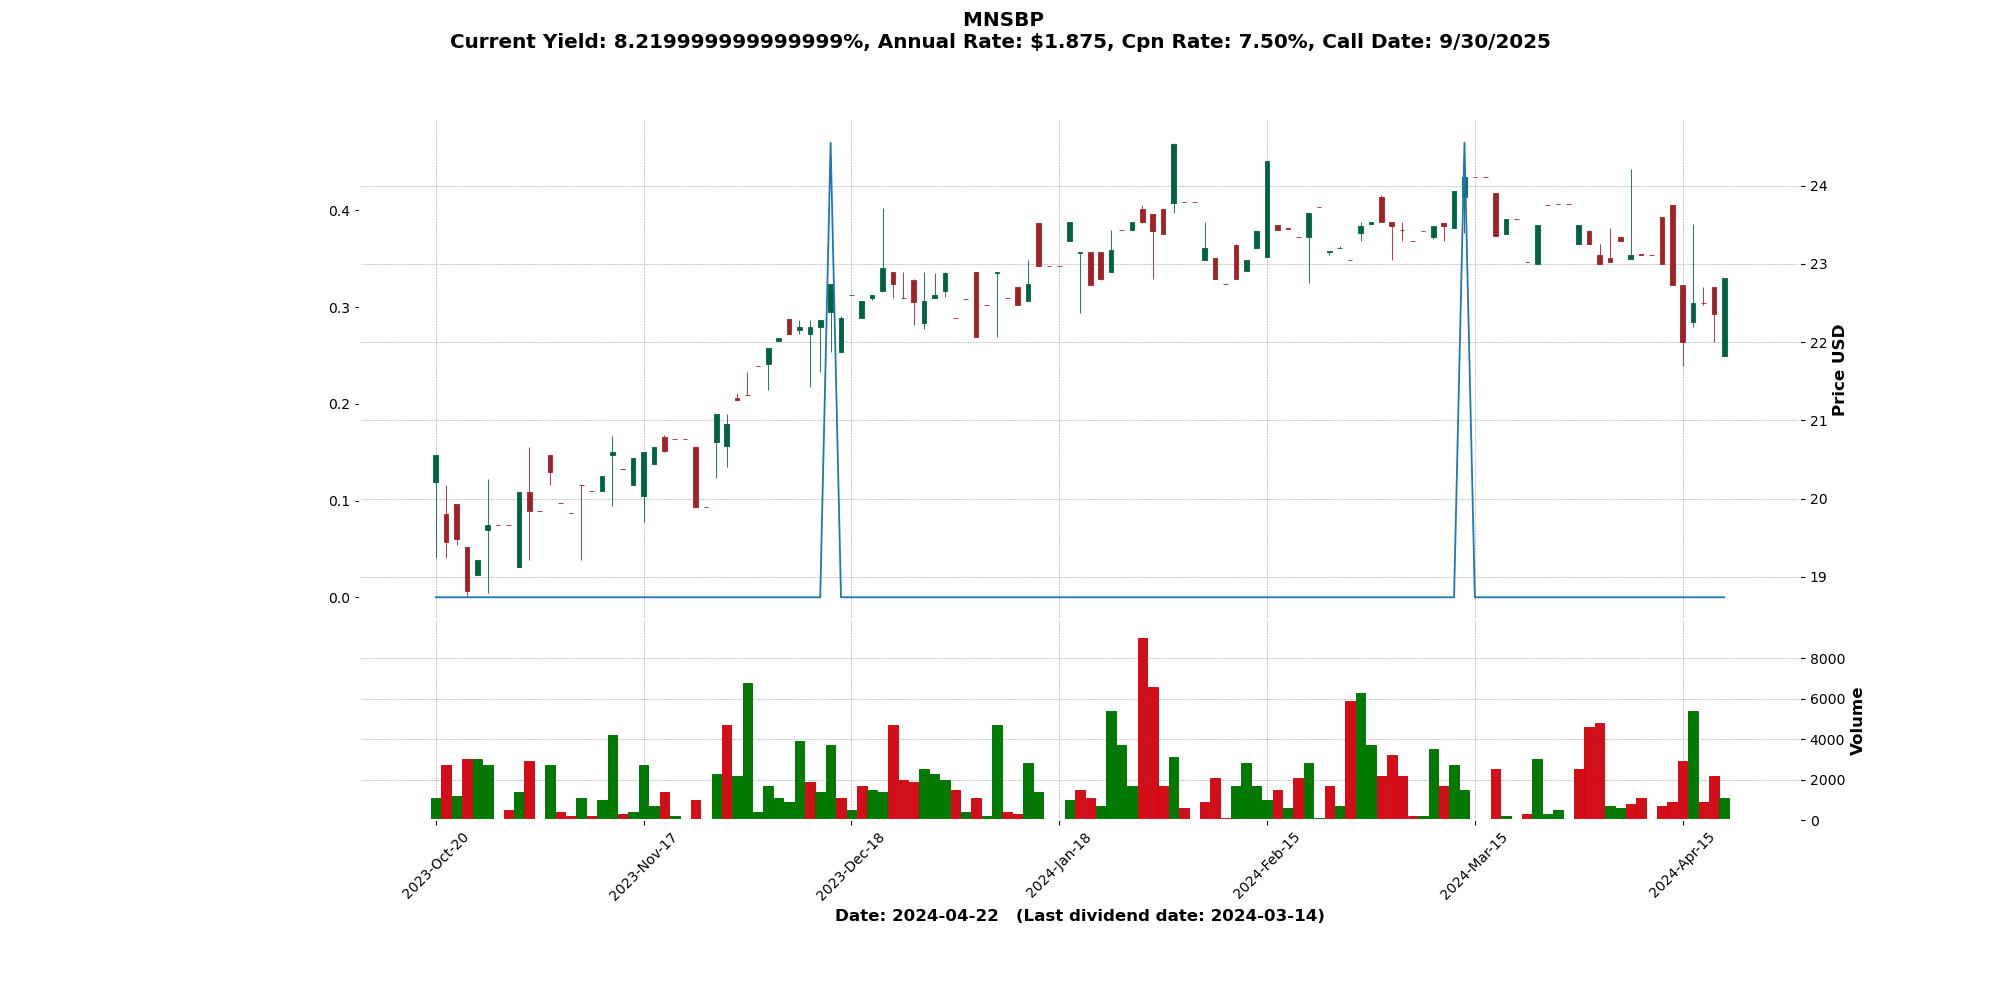 MNSBP
Current Yield: 8.219999999999999%, Annual Rate: $1.875, Cpn Rate: 7.50%, Call Date: 9/30/2025
0.4
0.3
0.2
0.1
0.0
24
23
22
21
20
19
Price USD
8000
6000
4000
2000
0
Volume
2023-Oct-20
2023-Nov-17
2023-Dec-18
2024-Jan-18
2024-Feb-15
2024-Mar-15
2024-Apr-15
Date: 2024-04-22 (Last dividend date: 2024-03-14)